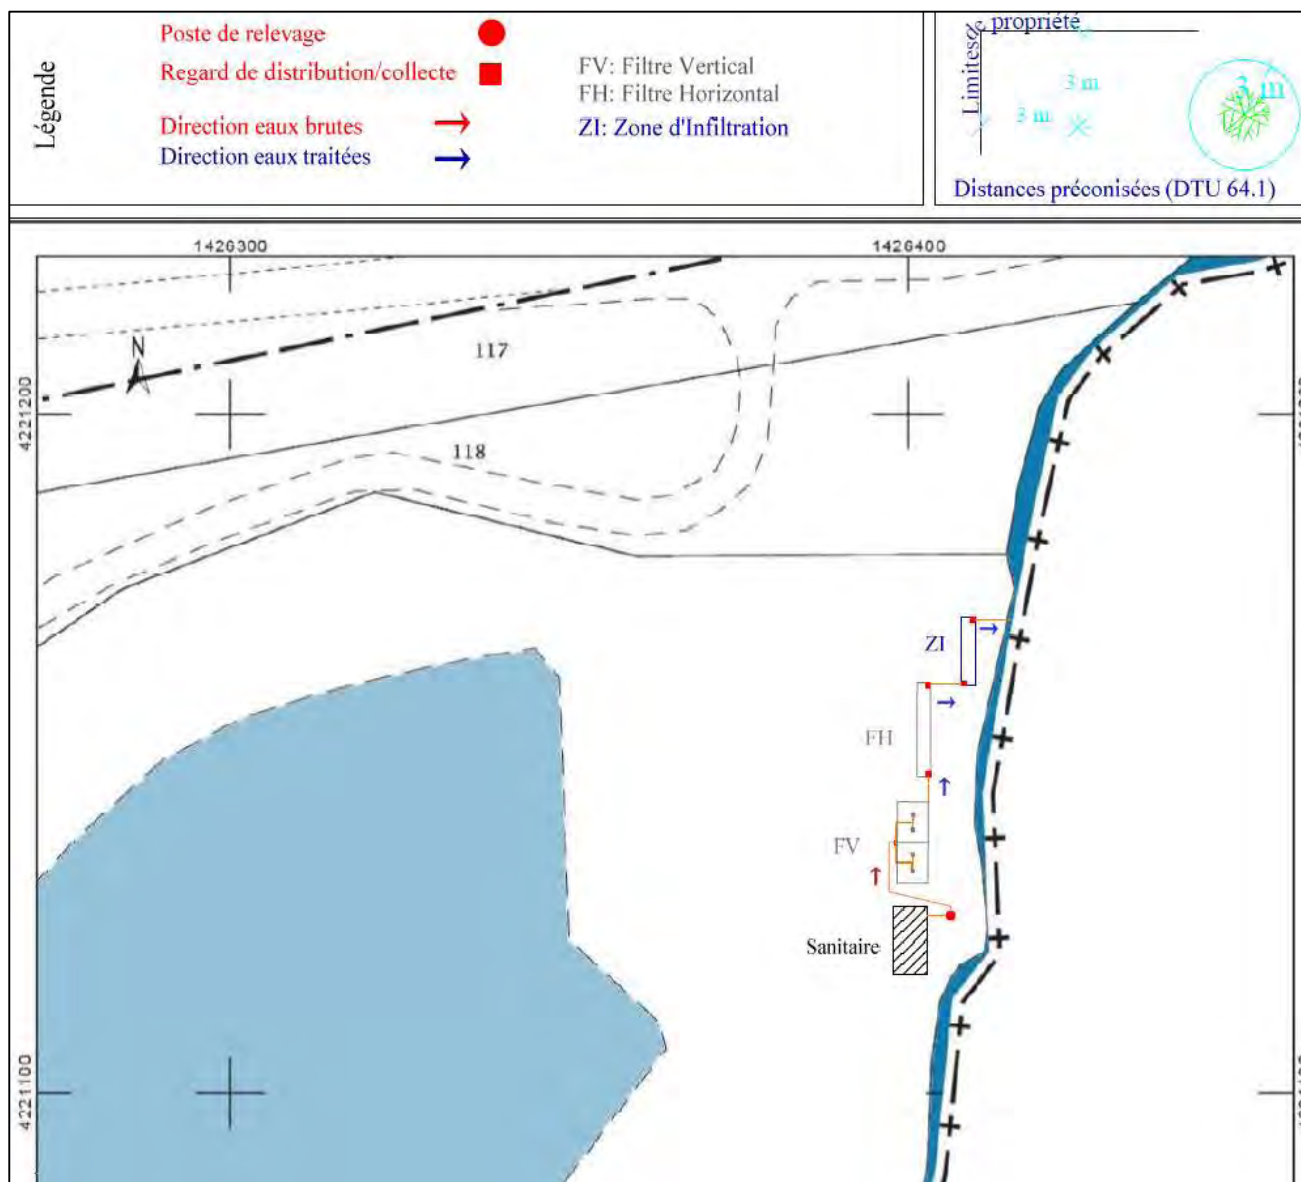 Légende
Poste de relevage
Regard de distribution/collecte
Direction eaux brutes
Direction eaux traitées
FV: Filtre Vertical
FH: Filtre Horizontal
ZI: Zone d'Infiltration
Limites de propriété
3 m
3 m
3 m
Distances préconisées (DTU 64.1)
1426300
1426400
N
117
118
4221200
ZI
FH
FV
Sanitaire
4221100